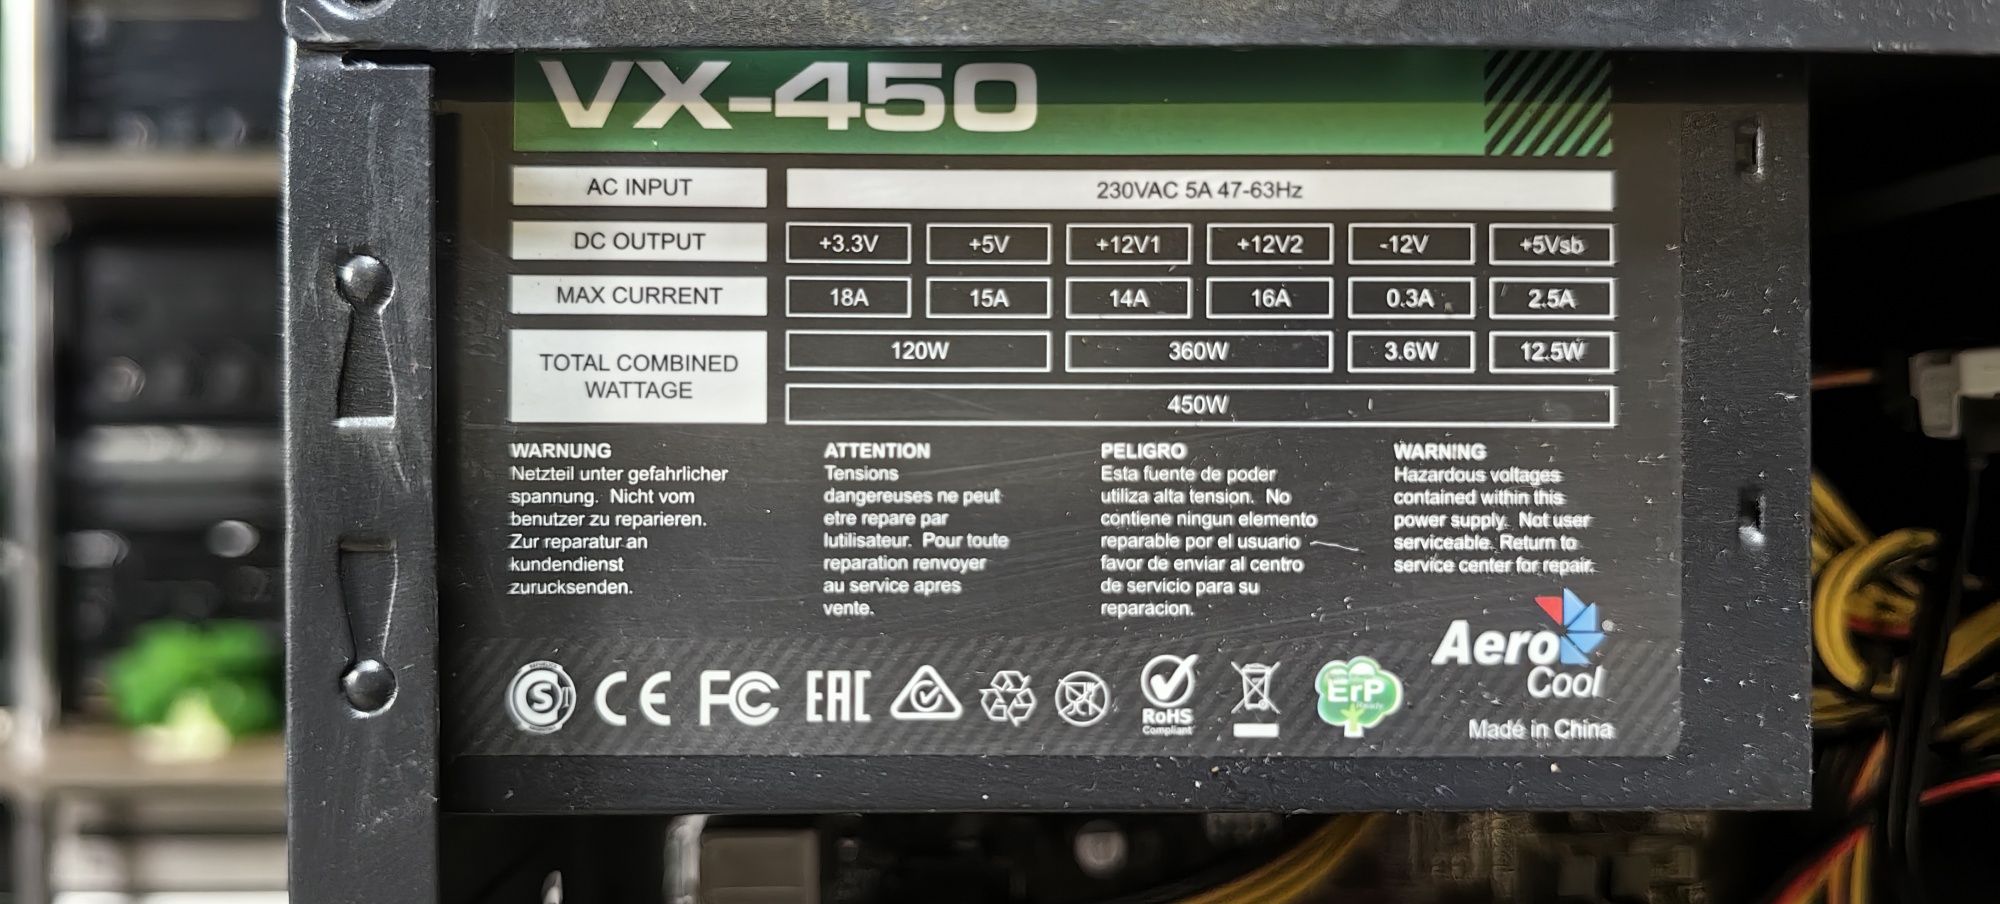 VX-450
AC INPUT 230VAC 5A 47-63Hz
DC OUTPUT +3.3V +5V +12V1 +12V2 -12V +5Vsb
MAX CURRENT 18A 15A 14A 16A 0.3A 2.5A
TOTAL COMBINED WATTAGE 120W 360W 3.6W 12.5W
450W
WARNUNG
Netzteil unter gefahrlicher
spannung. Nicht vom
benutzer zu reparieren.
Zur reparatur an
kundendienst
zurucksenden.
ATTENTION
Tensions
dangereuses ne peut
etre repare par
lutilisateur. Pour toute
reparation renvoyer
au service apres
vente.
PELIGRO
Esta fuente de poder
utiliza alta tension. No
contiene ningun elemento
reparable por el usuario
favor de enviar al centro
de servicio para su
reparacion.
WARNING
Hazardous voltages
contained within this
power supply. Not user
serviceable. Return to
service center for repair.
Aero
Cool
S CE FC EAC
RoHS
Compliant
ErP
Ready
Made in China